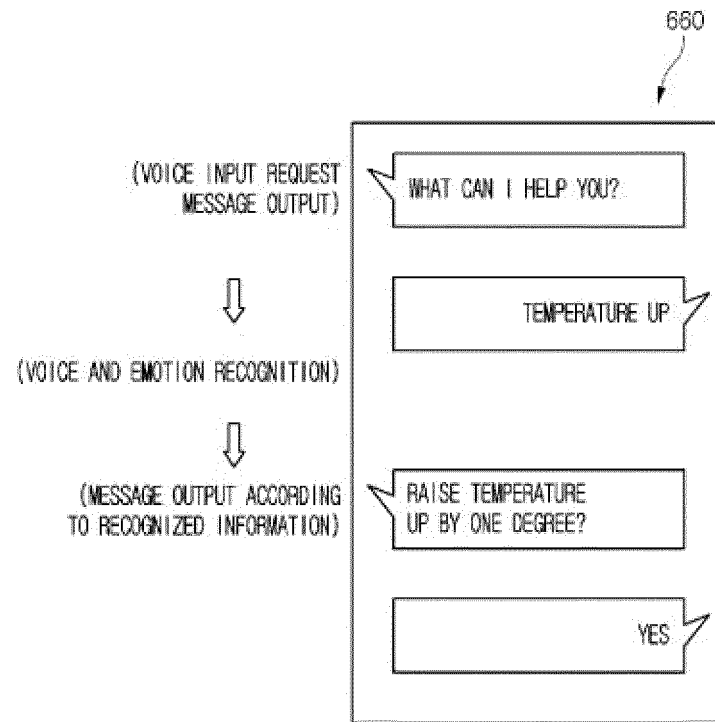 660
(VOICE INPUT REQUEST
MESSAGE OUTPUT)
WHAT CAN I HELP YOU?
TEMPERATURE UP
(VOICE AND EMOTION RECOGNITION)
(MESSAGE OUTPUT ACCORDING
TO RECOGNIZED INFORMATION)
RAISE TEMPERATURE
UP BY ONE DEGREE?
YES